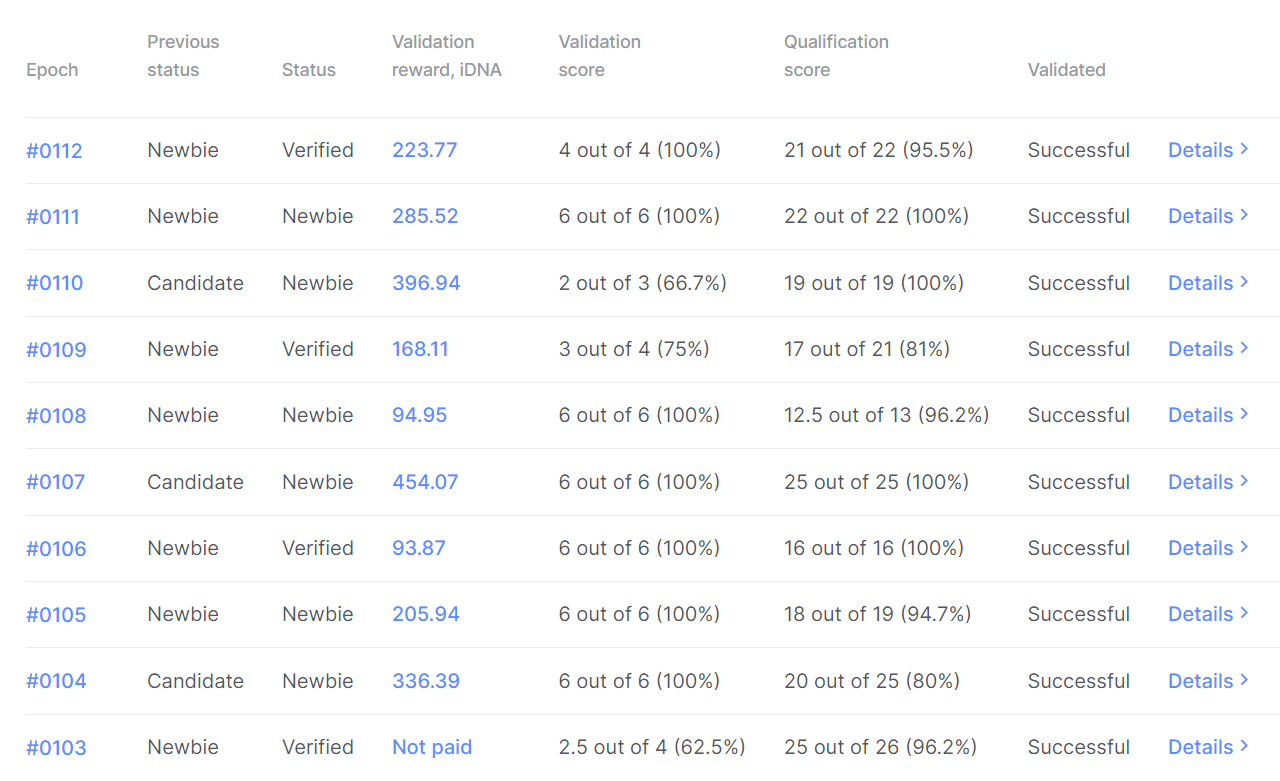 Epoch Previous status Status Validation reward, iDNA Validation score Qualification score Validated
#0112 Newbie Verified 223.77 4 out of 4 (100%) 21 out of 22 (95.5%) Successful Details
#0111 Newbie Newbie 285.52 6 out of 6 (100%) 22 out of 22 (100%) Successful Details
#0110 Candidate Newbie 396.94 2 out of 3 (66.7%) 19 out of 19 (100%) Successful Details
#0109 Newbie Verified 168.11 3 out of 4 (75%) 17 out of 21 (81%) Successful Details
#0108 Newbie Newbie 94.95 6 out of 6 (100%) 12.5 out of 13 (96.2%) Successful Details
#0107 Candidate Newbie 454.07 6 out of 6 (100%) 25 out of 25 (100%) Successful Details
#0106 Newbie Verified 93.87 6 out of 6 (100%) 16 out of 16 (100%) Successful Details
#0105 Newbie Newbie 205.94 6 out of 6 (100%) 18 out of 19 (94.7%) Successful Details
#0104 Candidate Newbie 336.39 6 out of 6 (100%) 20 out of 25 (80%) Successful Details
#0103 Newbie Verified Not paid 2.5 out of 4 (62.5%) 25 out of 26 (96.2%) Successful Details